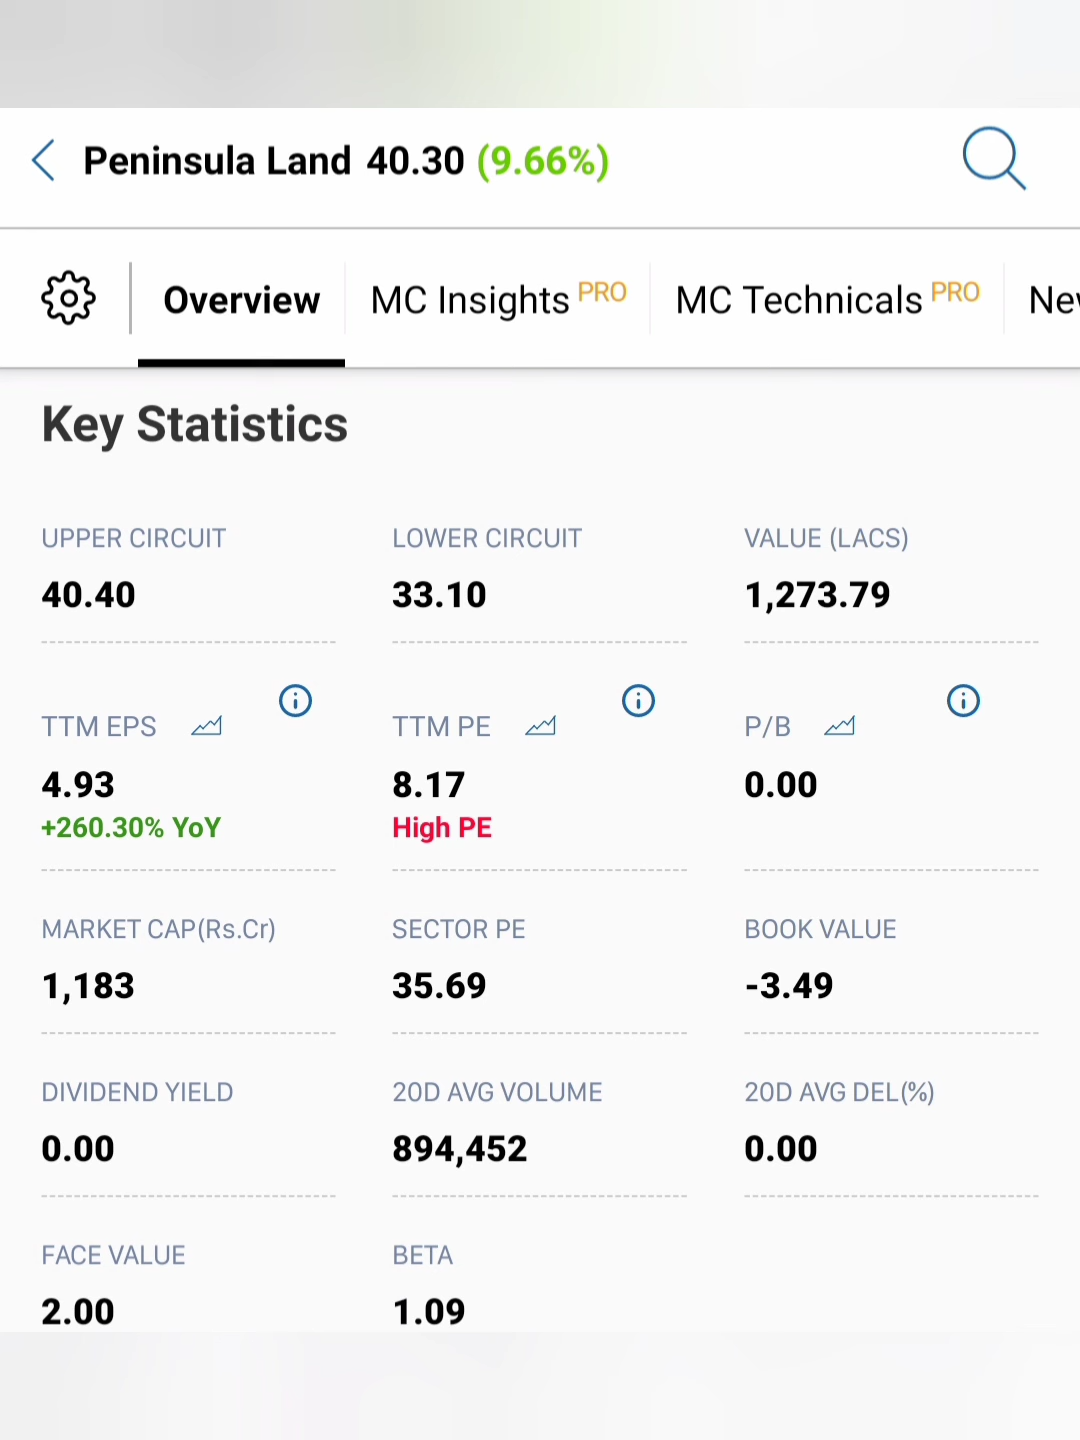 Peninsula Land 40.30 (9.66%)
Overview MC Insights PRO MC Technicals PRO Nev
Key Statistics
UPPER CIRCUIT LOWER CIRCUIT VALUE (LACS)
40.40 33.10 1,273.79
TTM EPS TTM PE P/B
4.93 8.17 0.00
+260.30% YoY High PE
MARKET CAP(Rs.Cr) SECTOR PE BOOK VALUE
1,183 35.69 -3.49
DIVIDEND YIELD 20D AVG VOLUME 20D AVG DEL(%)
0.00 894,452 0.00
FACE VALUE BETA
2.00 1.09